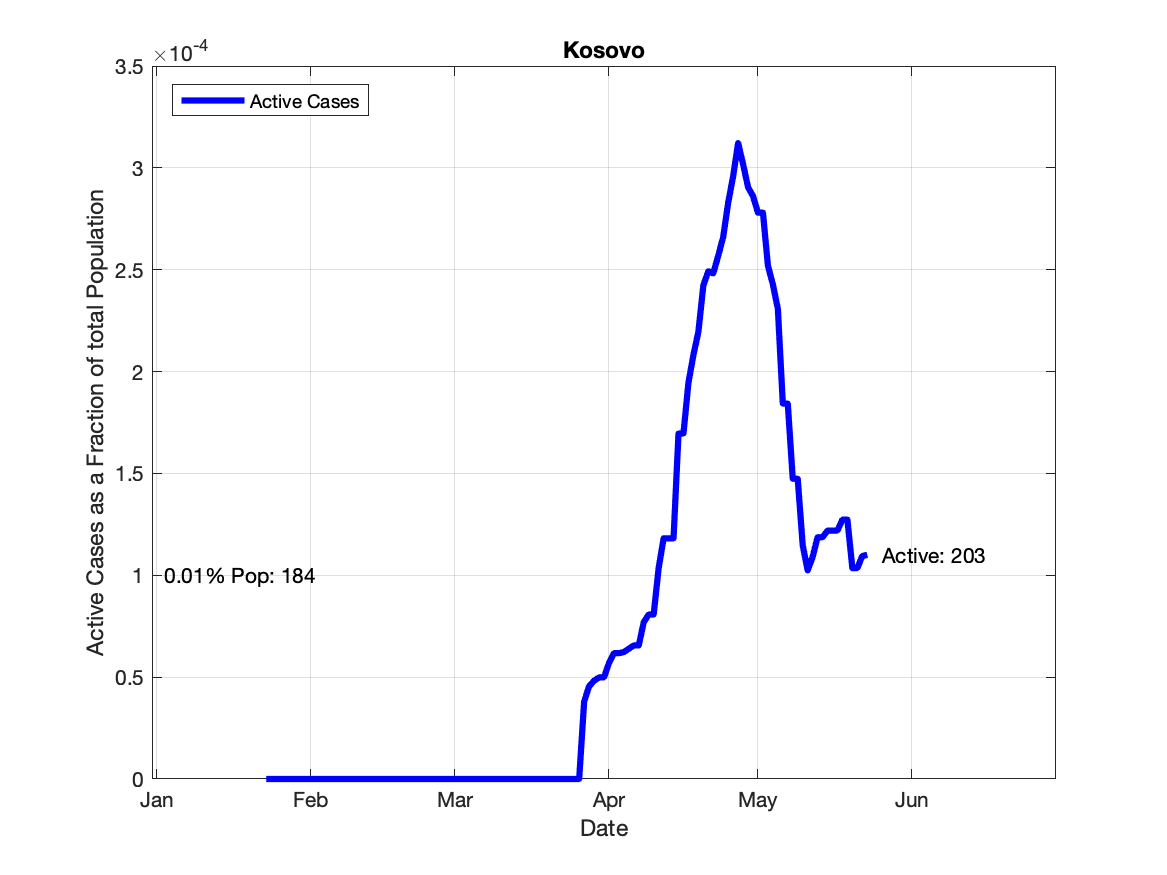 Kosovo
×10-4
Active Cases
3.5
3
2.5
2
1.5
1
0.5
0
Active Cases as a Fraction of total Population
0.01% Pop: 184
Active: 203
Jan Feb Mar Apr May Jun
Date